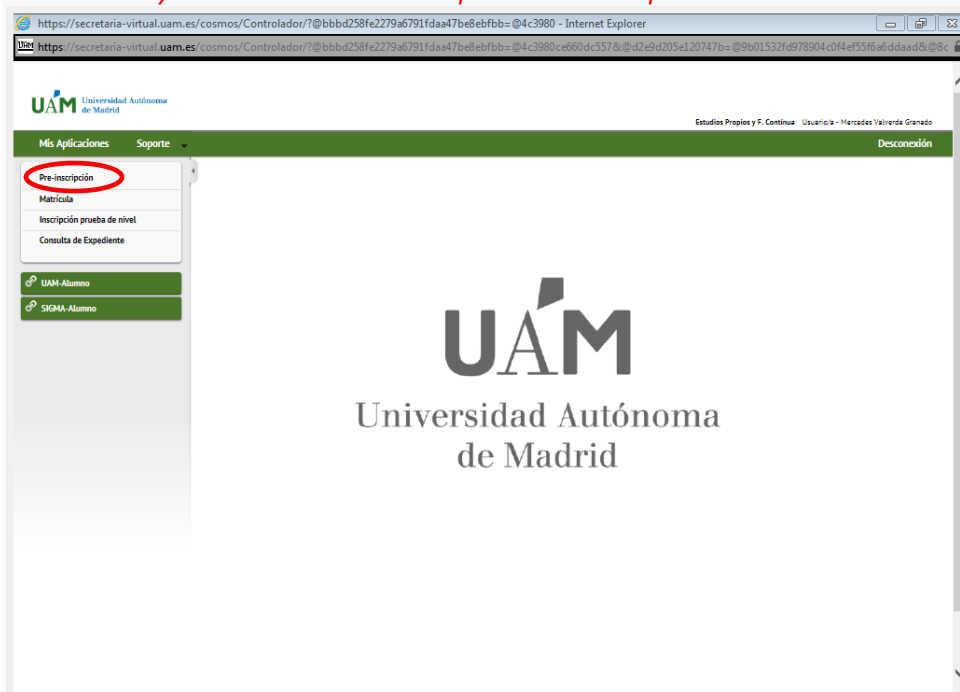 https://secretaria-virtual.uam.es/cosmos/Controlador/?@bbbd258fe2279a6791fdaa47be8ebfbb=@4c3980 - Internet Explorer
UAM https://secretaria-virtual.uam.es/cosmos/Controlador/?@bbbd258fe2279a6791fdaa47be8ebfbb=@4c3980ce660dc557&@d2e9d205e120747b=@9b01532fd978904c0f4ef55f6a6ddaad&@8c
UAM Universidad Autónoma
de Madrid
Estudios Propios y F. Contínua Usuario/a - Mercedes Valverde Granado
Mis Aplicaciones Soporte Desconexión
Pre-inscripción
Matrícula
Inscripción prueba de nivel
Consulta de Expediente
UAM-Alumno
SIGMA-Alumno
UAM
Universidad Autónoma
de Madrid